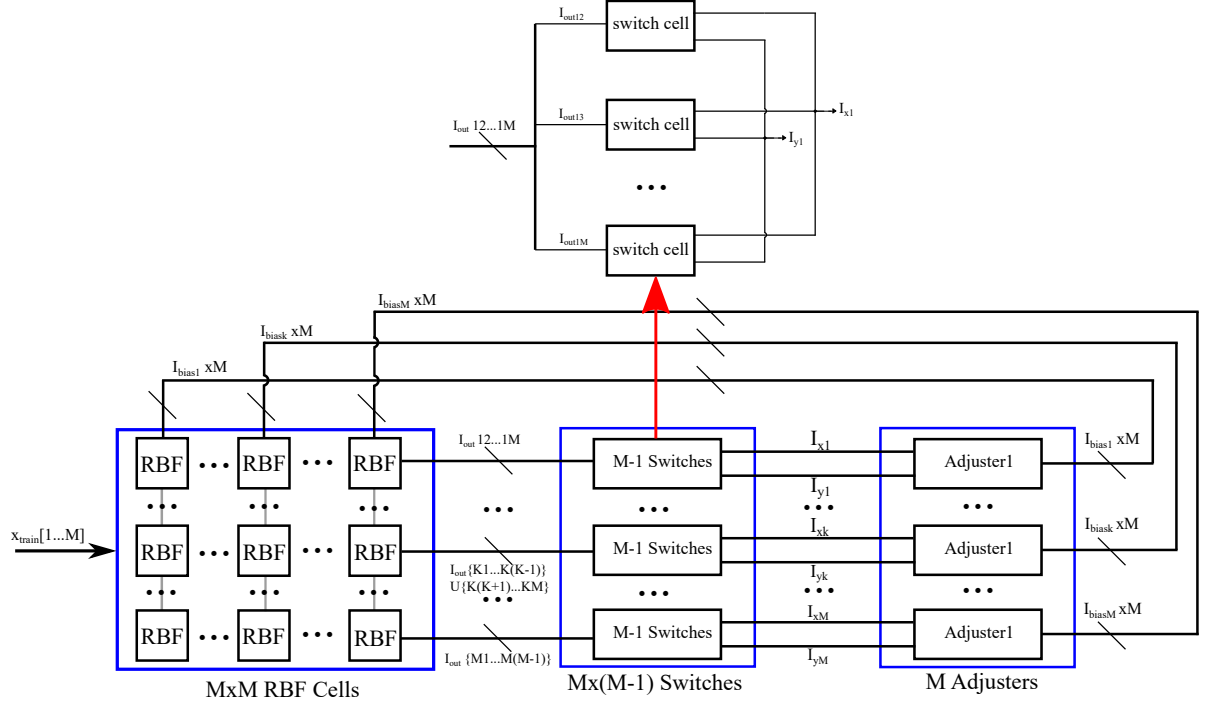 I_out12
switch cell
I_out13
switch cell
I_x1
I_out 12...1M
I_y1
...
I_out1M
switch cell
I_biasM xM
I_biask xM
I_bias1 xM
RBF ... RBF ... RBF
I_out 12...1M
M-1 Switches
I_x1
I_y1
Adjuster1
I_bias1 xM
... ... ... ... ... ... ...
x_train[1...M]
RBF ... RBF ... RBF
I_out{K1...K(K-1)}
U{K(K+1)...KM}
M-1 Switches
I_xk
I_yk
Adjuster1
I_biask xM
... ... ... ... ... ... ...
RBF ... RBF ... RBF
I_out {M1...M(M-1)}
M-1 Switches
I_xM
I_yM
Adjuster1
I_biasM xM
MxM RBF Cells
Mx(M-1) Switches
M Adjusters